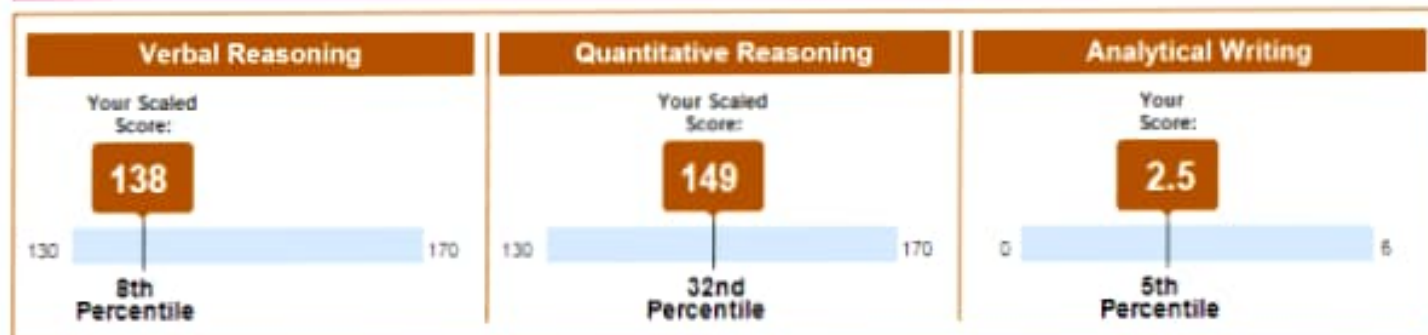 Verbal Reasoning
Your Scaled
Score:
138
130
170
8th
Percentile
Quantitative Reasoning
Your Scaled
Score:
149
130
170
32nd
Percentile
Analytical Writing
Your
Score:
2.5
0
6
5th
Percentile